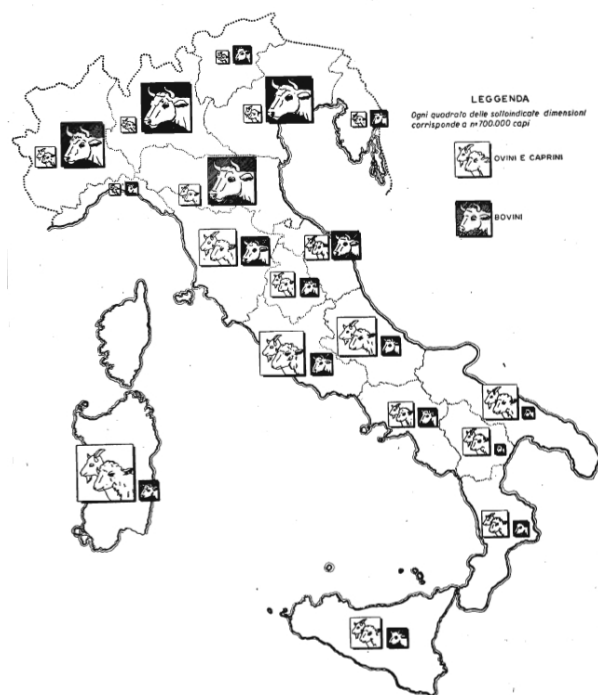 LEGGENDA
Ogni quadrato delle sottoindicate dimensioni
corrisponde a n°700.000 capi
OVINI E CAPRINI
BOVINI